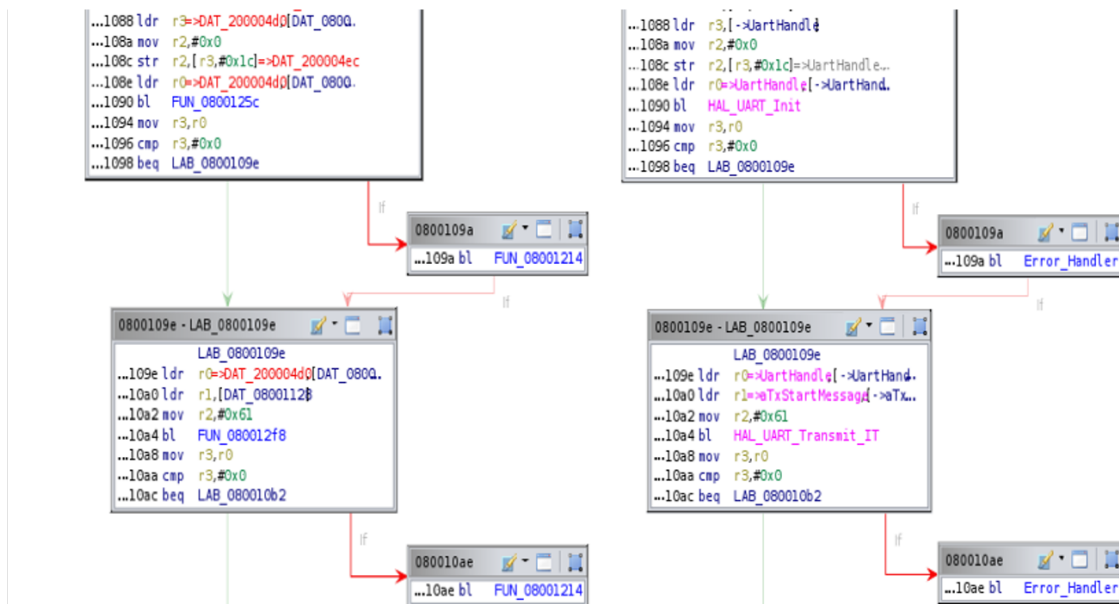 ...1088 ldr r3=>DAT_200004d0,[DAT_0800..
...108a mov r2,#0x0
...108c str r2,[r3,#0x1c]=>DAT_200004ec
...108e ldr r0=>DAT_200004d0,[DAT_0800..
...1090 bl FUN_0800125c
...1094 mov r3,r0
...1096 cmp r3,#0x0
...1098 beq LAB_0800109e
If
0800109a
...109a bl FUN_08001214
If
0800109e - LAB_0800109e
LAB_0800109e
...109e ldr r0=>DAT_200004d0,[DAT_0800..
...10a0 ldr r1,[DAT_08001128]
...10a2 mov r2,#0x61
...10a4 bl FUN_080012f8
...10a8 mov r3,r0
...10aa cmp r3,#0x0
...10ac beq LAB_080010b2
If
080010ae
...10ae bl FUN_08001214
...1088 ldr r3,[->UartHandle]
...108a mov r2,#0x0
...108c str r2,[r3,#0x1c]=>UartHandle...
...108e ldr r0=>UartHandle,[->UartHand..
...1090 bl HAL_UART_Init
...1094 mov r3,r0
...1096 cmp r3,#0x0
...1098 beq LAB_0800109e
If
0800109a
...109a bl Error_Handler
If
0800109e - LAB_0800109e
LAB_0800109e
...109e ldr r0=>UartHandle,[->UartHand..
...10a0 ldr r1=>aTxStartMessage,[->aTx...
...10a2 mov r2,#0x61
...10a4 bl HAL_UART_Transmit_IT
...10a8 mov r3,r0
...10aa cmp r3,#0x0
...10ac beq LAB_080010b2
If
080010ae
...10ae bl Error_Handler